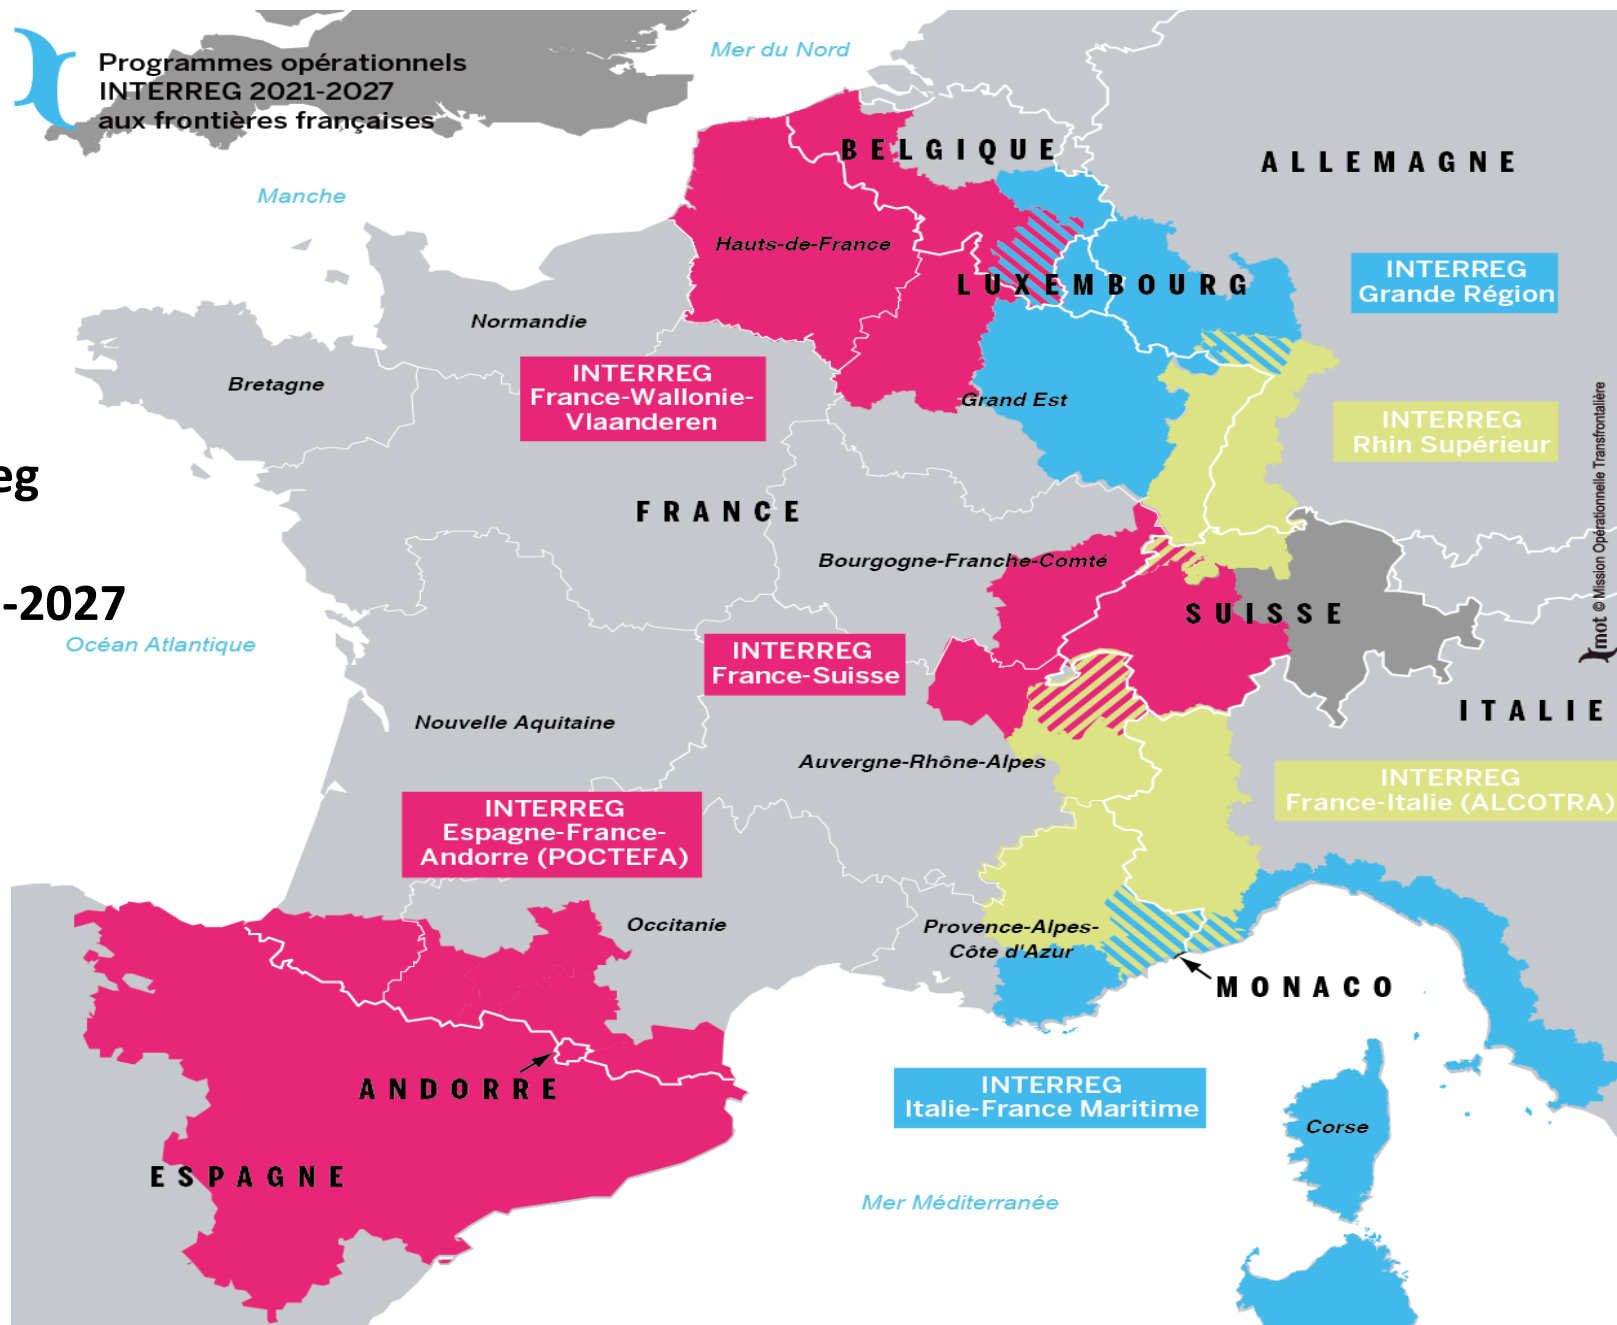 Programmes opérationnels
INTERREG 2021-2027
aux frontières françaises
Mer du Nord
Manche
BELGIQUE
ALLEMAGNE
Hauts-de-France
LUXEMBOURG
INTERREG
Grande Région
Normandie
Bretagne
INTERREG
France-Wallonie-
Vlaanderen
Grand Est
INTERREG
Rhin Supérieur
eg
FRANCE
Bourgogne-Franche-Comté
-2027
SUISSE
Océan Atlantique
INTERREG
France-Suisse
mot © Mission Opérationnelle Transfrontalière
ITALIE
Nouvelle Aquitaine
Auvergne-Rhône-Alpes
INTERREG
France-Italie (ALCOTRA)
INTERREG
Espagne-France-
Andorre (POCTEFA)
Occitanie
Provence-Alpes-
Côte d'Azur
MONACO
ANDORRE
INTERREG
Italie-France Maritime
Corse
ESPAGNE
Mer Méditerranée